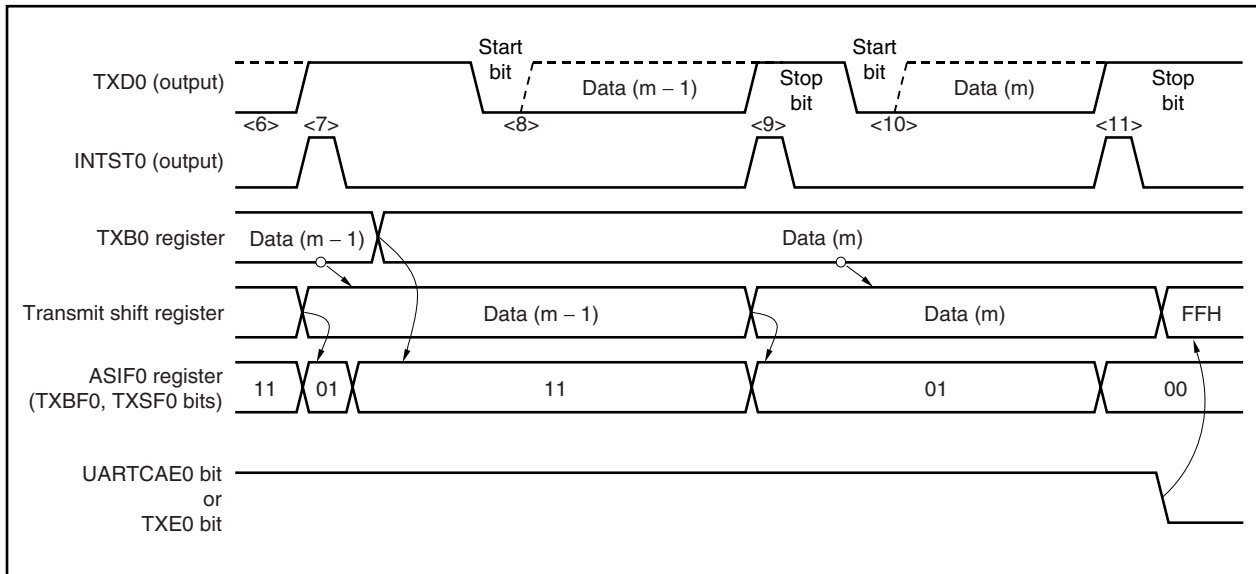 Start
bit
Start
bit
TXD0 (output)
Data (m – 1)
Stop
bit
Data (m)
Stop
bit
<6>
<7>
<8>
<9>
<10>
<11>
INTST0 (output)
TXB0 register
Data (m – 1)
Data (m)
Transmit shift register
Data (m – 1)
Data (m)
FFH
ASIF0 register
(TXBF0, TXSF0 bits)
11
01
11
01
00
UARTCAE0 bit
or
TXE0 bit